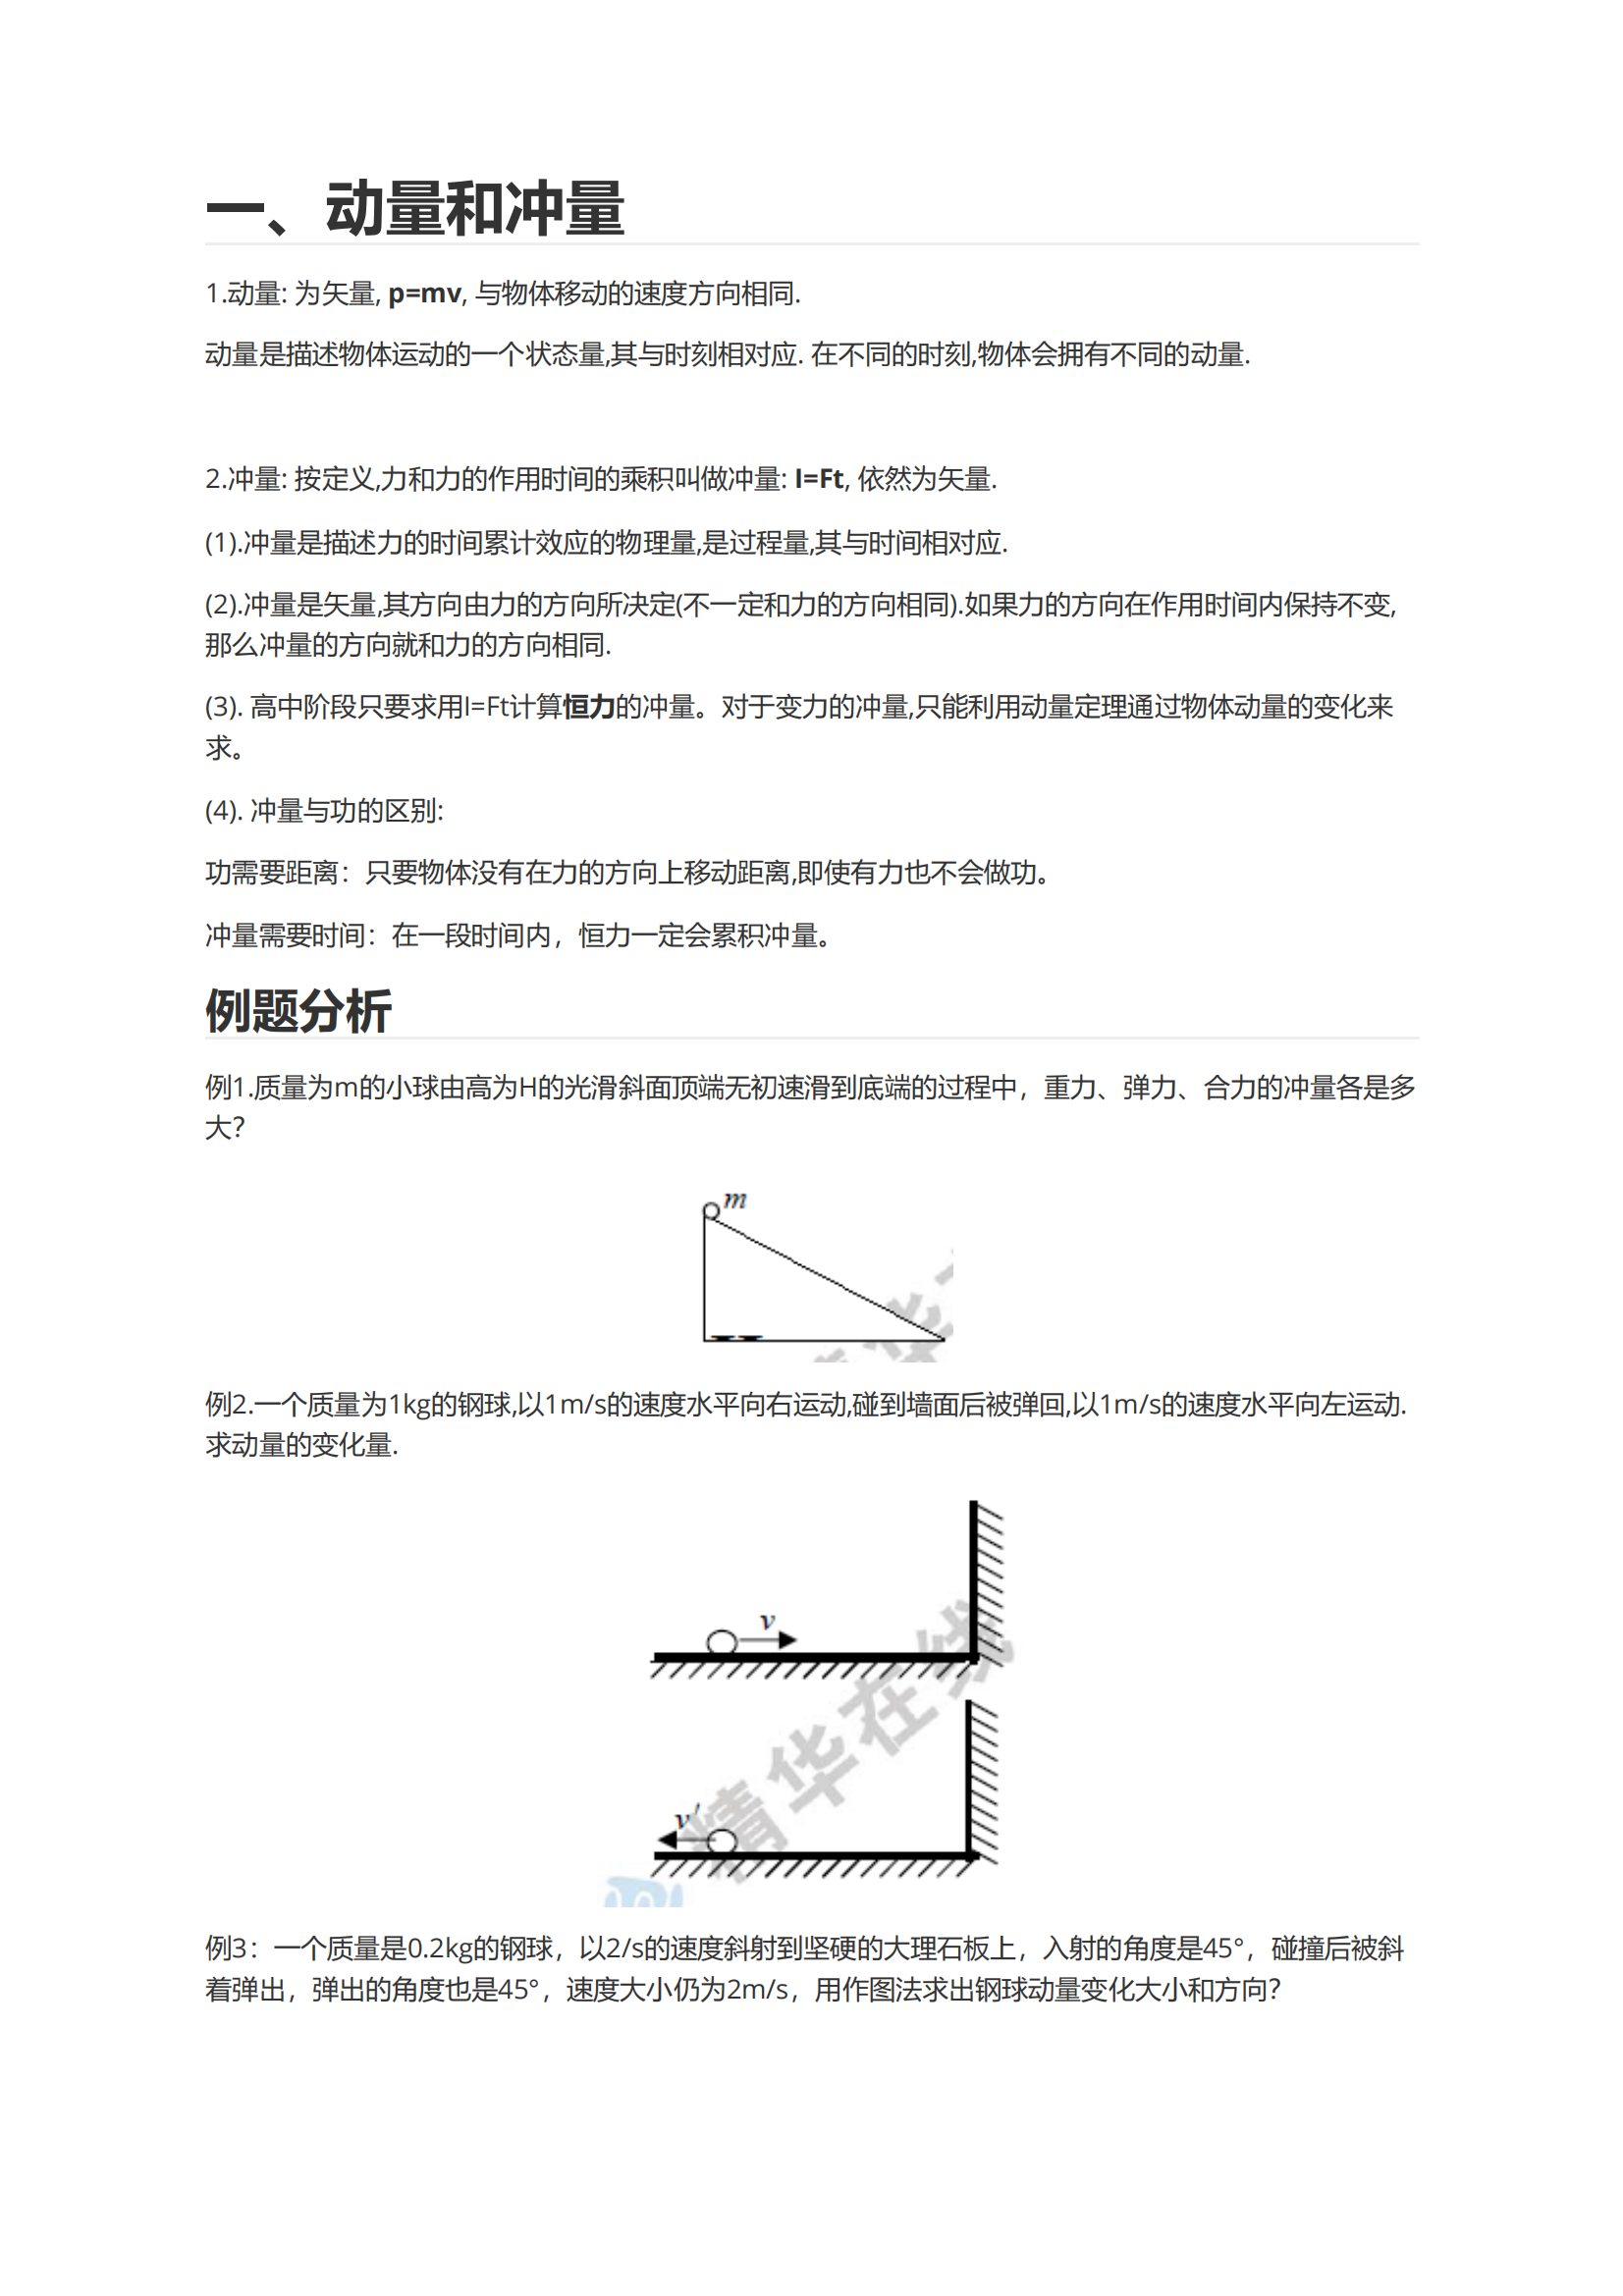 一、动量和冲量
1.动量: 为矢量, p=mv, 与物体移动的速度方向相同.
动量是描述物体运动的一个状态量,其与时刻相对应. 在不同的时刻,物体会拥有不同的动量.
2.冲量: 按定义,力和力的作用时间的乘积叫做冲量: I=Ft, 依然为矢量.
(1).冲量是描述力的时间累计效应的物理量,是过程量,其与时间相对应.
(2).冲量是矢量,其方向由力的方向所决定(不一定和力的方向相同).如果力的方向在作用时间内保持不变,
那么冲量的方向就和力的方向相同.
(3). 高中阶段只要求用I=Ft计算恒力的冲量。对于变力的冲量,只能利用动量定理通过物体动量的变化来
求。
(4). 冲量与功的区别:
功需要距离：只要物体没有在力的方向上移动距离,即使有力也不会做功。
冲量需要时间：在一段时间内，恒力一定会累积冲量。
例题分析
例1.质量为m的小球由高为H的光滑斜面顶端无初速滑到底端的过程中，重力、弹力、合力的冲量各是多
大？
m
例2.一个质量为1kg的钢球,以1m/s的速度水平向右运动,碰到墙面后被弹回,以1m/s的速度水平向左运动.
求动量的变化量.
v
v′
精华在线
例3：一个质量是0.2kg的钢球，以2/s的速度斜射到坚硬的大理石板上，入射的角度是45°，碰撞后被斜
着弹出，弹出的角度也是45°，速度大小仍为2m/s，用作图法求出钢球动量变化大小和方向？